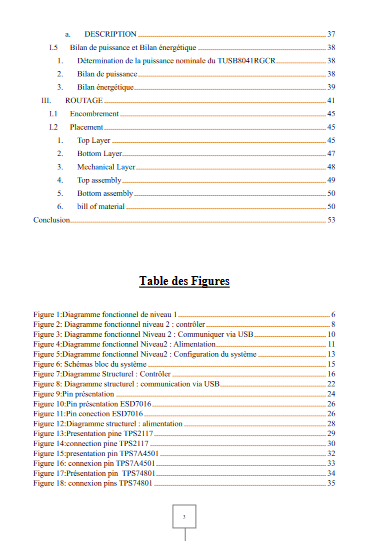 a. DESCRIPTION 37
I.5 Bilan de puissance et Bilan énergétique 38
1. Détermination de la puissance nominale du TUSB8041RGCR 38
2. Bilan de puissance 38
3. Bilan énergétique 39
III. ROUTAGE 41
I.1 Encombrement 45
I.2 Placement 45
1. Top Layer 45
2. Bottom Layer 47
3. Mechanical Layer 48
4. Top assembly 49
5. Bottom assembly 50
6. bill of material 50
Conclusion 53
Table des Figures
Figure 1:Diagramme fonctionnel de niveau 1 6
Figure 2: Diagramme fonctionnel niveau 2 : contrôler 8
Figure 3: Diagramme fonctionnel Niveau 2 : Communiquer via USB 10
Figure 4:Diagramme fonctionnel Niveau2 : Alimentation 11
Figure 5:Diagramme fonctionnel Niveau2 : Configuration du système 13
Figure 6: Schémas bloc du système 15
Figure 7:Diagramme Structurel : Contrôler 16
Figure 8: Diagramme structurel : communication via USB 22
Figure 9:Pin présentation 24
Figure 10:Pin présentation ESD7016 26
Figure 11:Pin conection ESD7016 26
Figure 12:Diagramme structurel : alimentation 28
Figure 13:Presentation pine TPS2117 29
Figure 14:connection pine TPS2117 30
Figure 15:presentation pin TPS7A4501 32
Figure 16: connexion pin TPS7A4501 33
Figure 17:Présentation pin TPS74801 34
Figure 18: connexion pins TPS74801 35